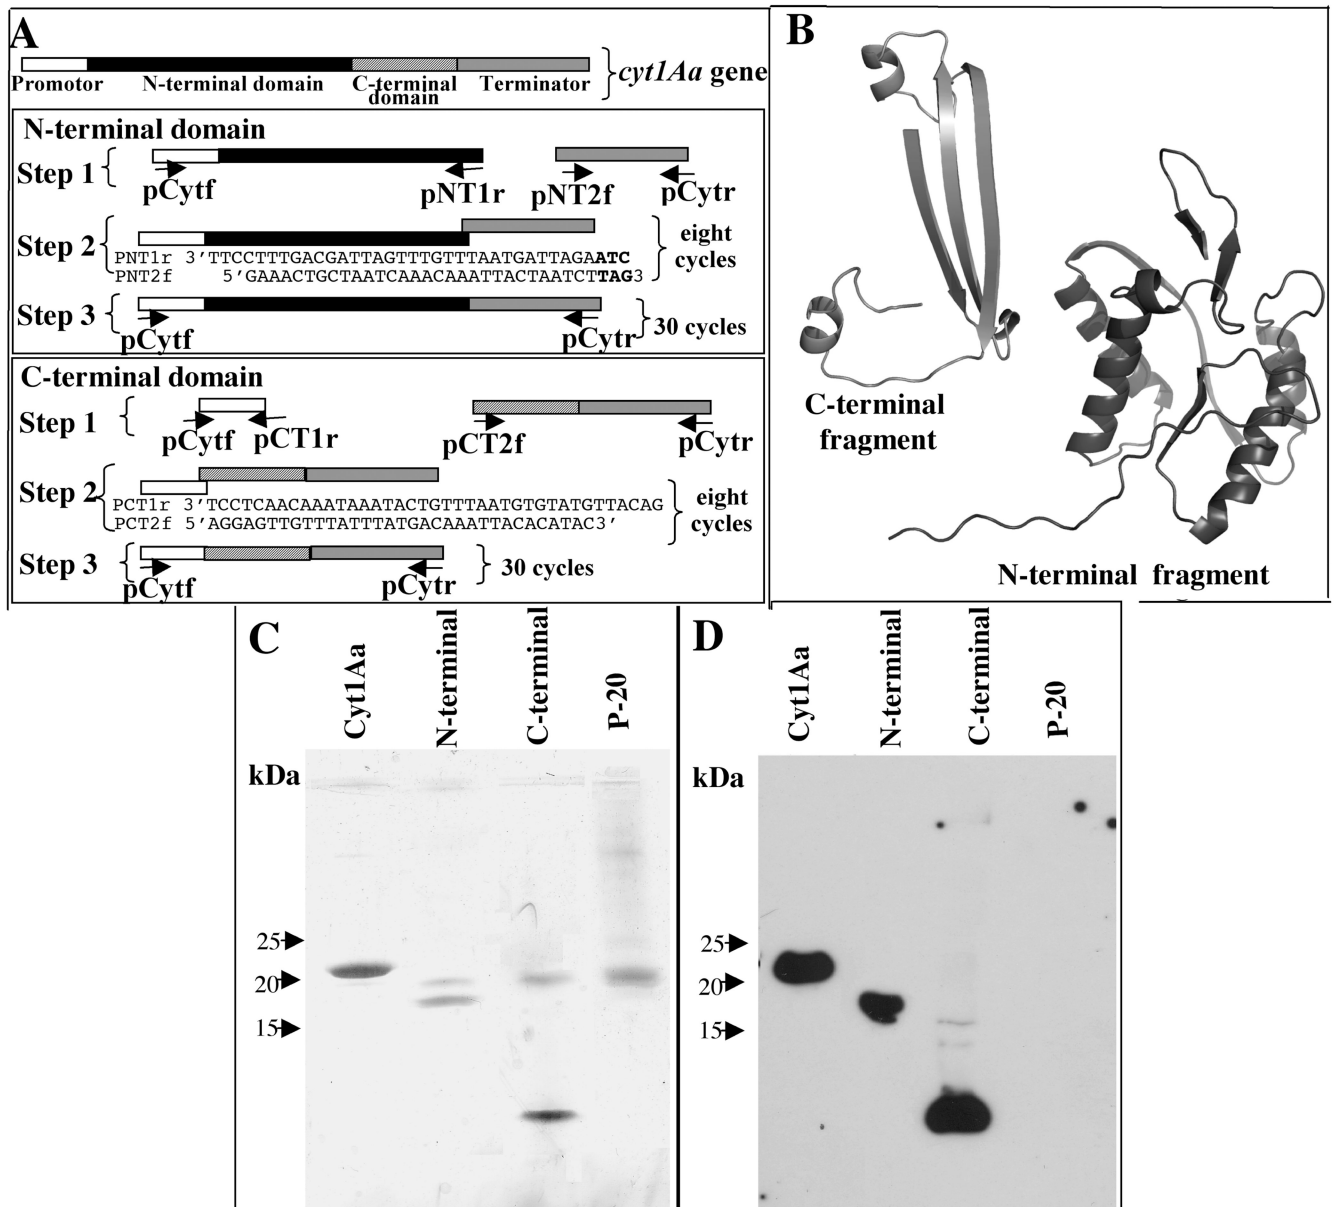 A
Promotor N-terminal domain C-terminal domain Terminator
cyt1Aa gene
N-terminal domain
Step 1
pCytf pNT1r pNT2f pCytr
Step 2
eight cycles
PNT1r 3’TTCCTTTGACGATTAGTTTGTTTAATGATTAGAATC
PNT2f 5’GAAACTGCTAATCAAACAAATTACTAATCTTAG3
Step 3
pCytf pCytr 30 cycles
C-terminal domain
Step 1
pCytf pCT1r pCT2f pCytr
Step 2
eight cycles
PCT1r 3’TCCTCAACAAATAAATACTGTTTAATGTGTATGTTACAG
PCT2f 5’AGGAGTTGTTTATTTATGACAAATTACACATAC3’
Step 3
pCytf pCytr 30 cycles
B
C-terminal
fragment
N-terminal fragment
C
Cyt1Aa
N-terminal
C-terminal
P-20
kDa
25
20
15
D
Cyt1Aa
N-terminal
C-terminal
P-20
kDa
25
20
15